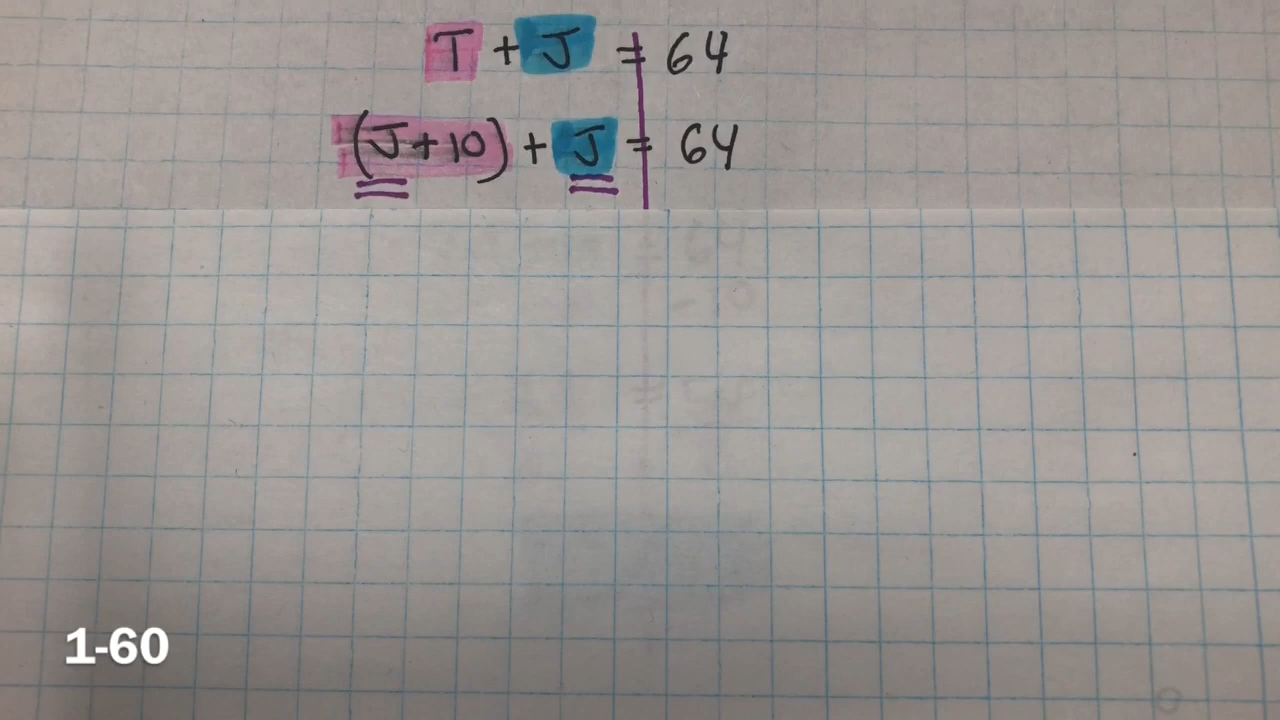 T + J = 64
(J + 10) + J = 64
1-60